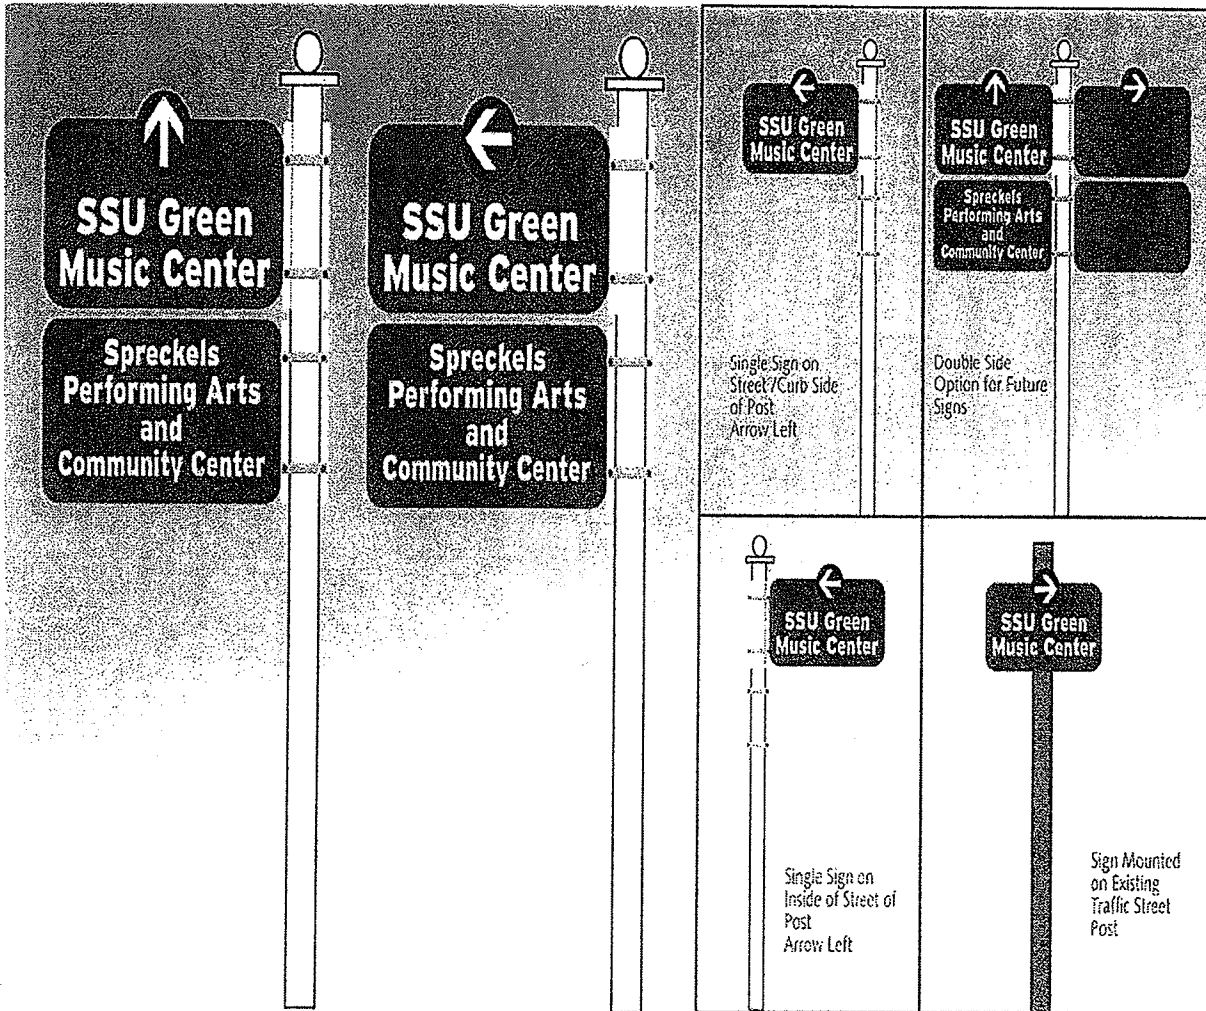 SSU Green
Music Center
Spreckels
Performing Arts
and
Community Center
SSU Green
Music Center
Spreckels
Performing Arts
and
Community Center
SSU Green
Music Center
Single Sign on
Street /Curb Side
of Post
Arrow Left
SSU Green
Music Center
Spreckels
Performing Arts
and
Community Center
Double Side
Option for Future
Signs
SSU Green
Music Center
Single Sign on
Inside of Street of
Post
Arrow Left
SSU Green
Music Center
Sign Mounted
on Existing
Traffic Street
Post